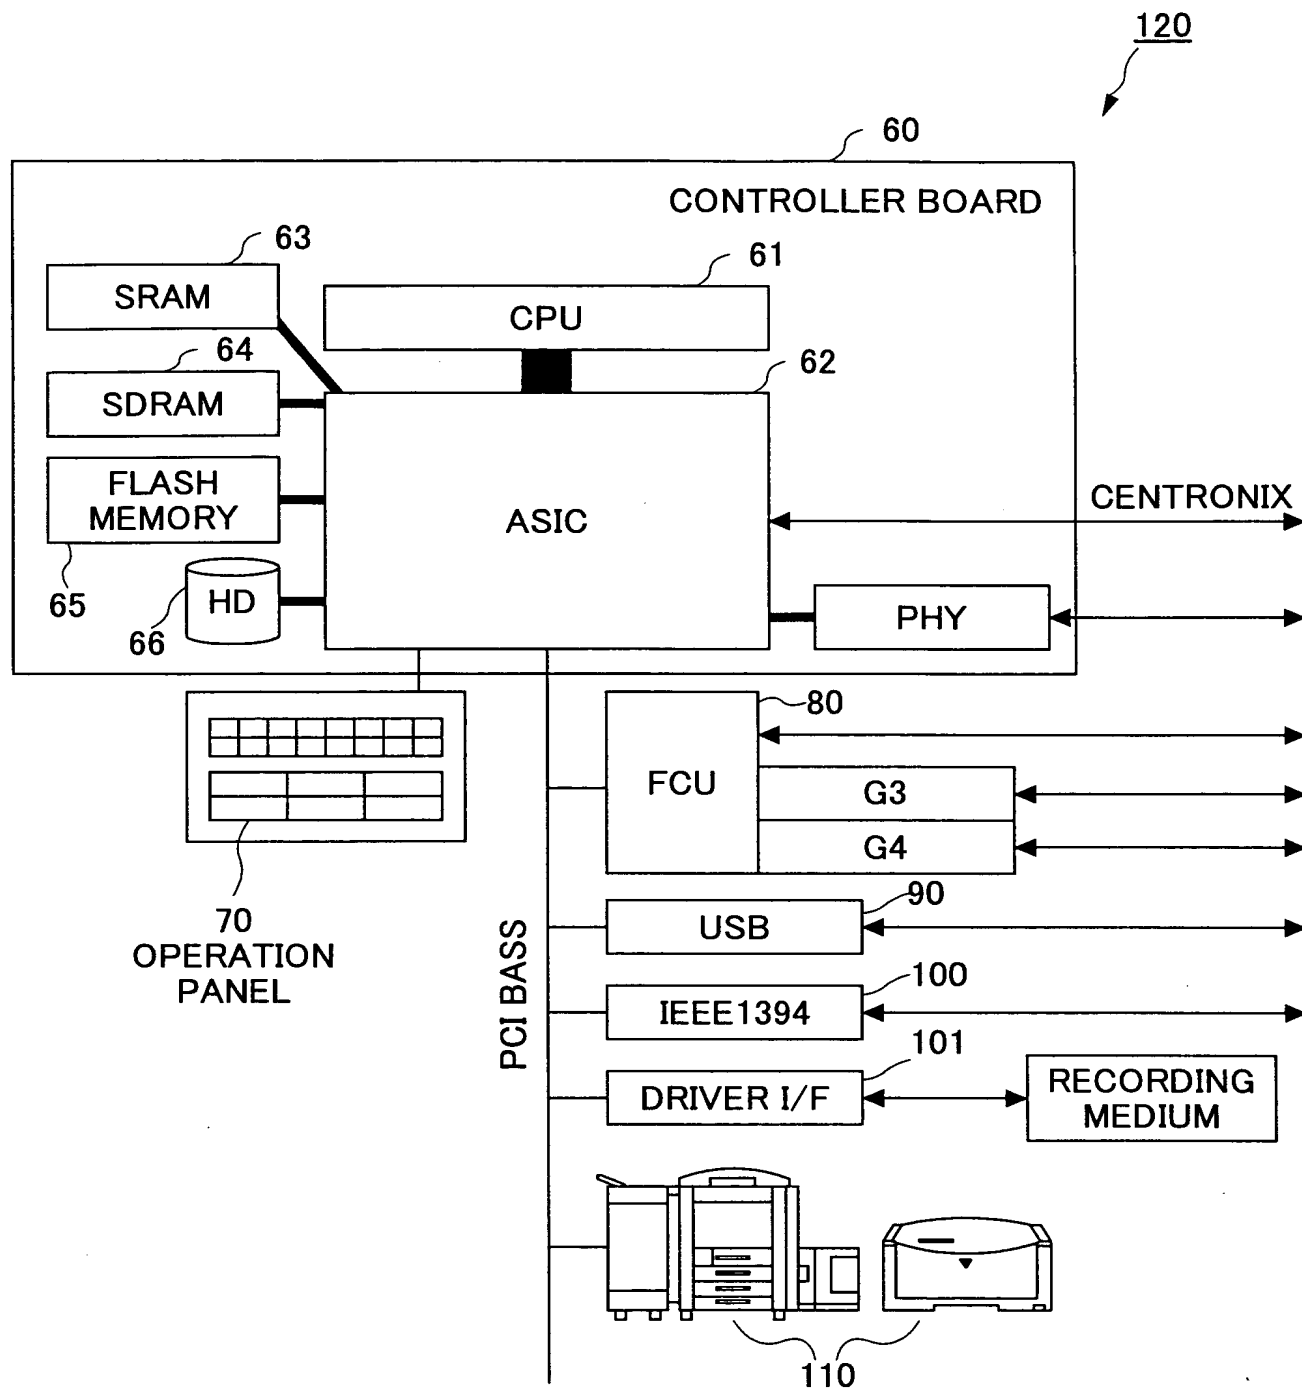 120
60
CONTROLLER BOARD
63
SRAM
61
CPU
64
SDRAM
62
FLASH
MEMORY
65
ASIC
CENTRONIX
HD
66
PHY
80
FCU
G3
G4
70
OPERATION
PANEL
PCI BASS
90
USB
100
IEEE1394
101
DRIVER I/F
RECORDING
MEDIUM
110